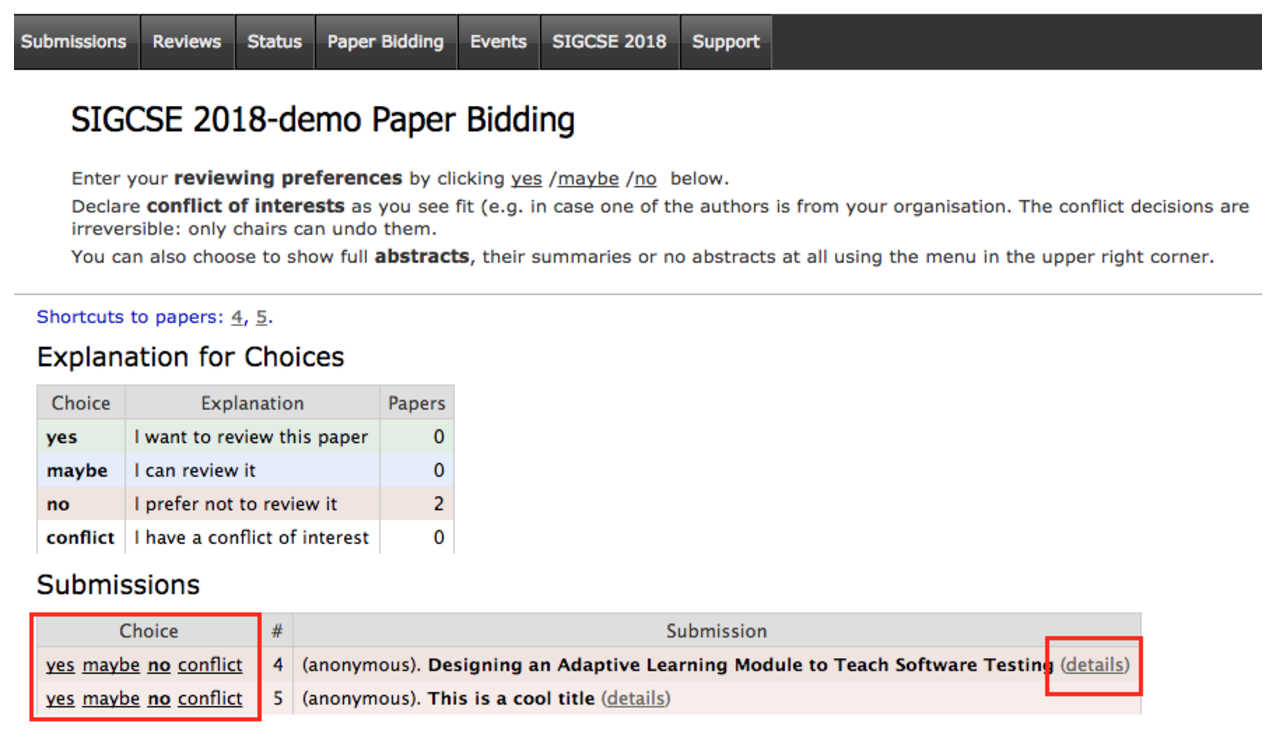 Submissions Reviews Status Paper Bidding Events SIGCSE 2018 Support
SIGCSE 2018-demo Paper Bidding
Enter your reviewing preferences by clicking yes /maybe /no below.
Declare conflict of interests as you see fit (e.g. in case one of the authors is from your organisation. The conflict decisions are
irreversible: only chairs can undo them.
You can also choose to show full abstracts, their summaries or no abstracts at all using the menu in the upper right corner.
Shortcuts to papers: 4, 5.
Explanation for Choices
Choice Explanation Papers
yes I want to review this paper 0
maybe I can review it 0
no I prefer not to review it 2
conflict I have a conflict of interest 0
Submissions
Choice # Submission
yes maybe no conflict 4 (anonymous). Designing an Adaptive Learning Module to Teach Software Testing (details)
yes maybe no conflict 5 (anonymous). This is a cool title (details)